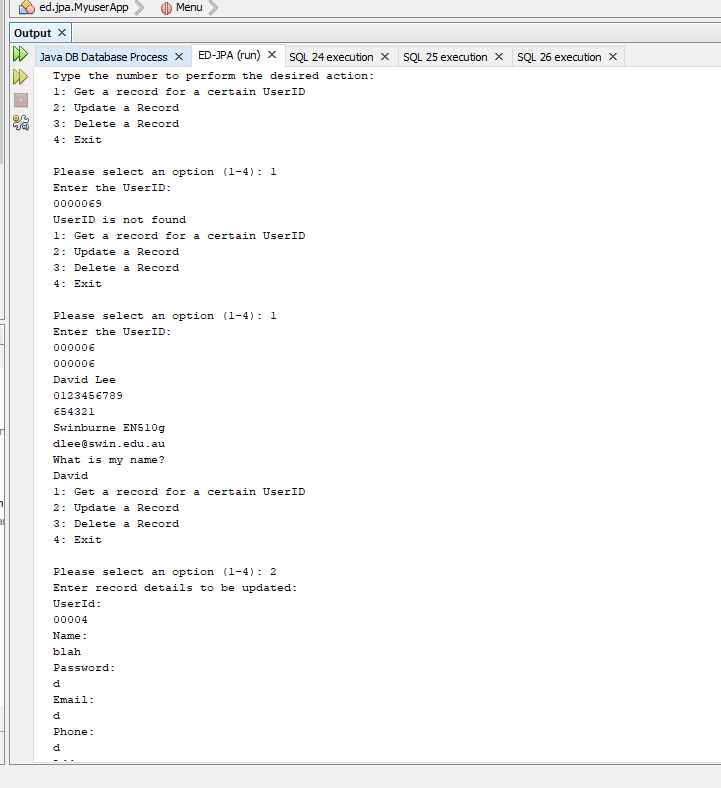 ed.jpa.MyuserApp Menu
Output
Java DB Database Process ED-JPA (run) SQL 24 execution SQL 25 execution SQL 26 execution
Type the number to perform the desired action:
1: Get a record for a certain UserID
2: Update a Record
3: Delete a Record
4: Exit
Please select an option (1-4): 1
Enter the UserID:
0000069
UserID is not found
1: Get a record for a certain UserID
2: Update a Record
3: Delete a Record
4: Exit
Please select an option (1-4): 1
Enter the UserID:
000006
000006
David Lee
0123456789
654321
Swinburne EN510g
dlee@swin.edu.au
What is my name?
David
1: Get a record for a certain UserID
2: Update a Record
3: Delete a Record
4: Exit
Please select an option (1-4): 2
Enter record details to be updated:
UserId:
00004
Name:
blah
Password:
d
Email:
d
Phone:
d